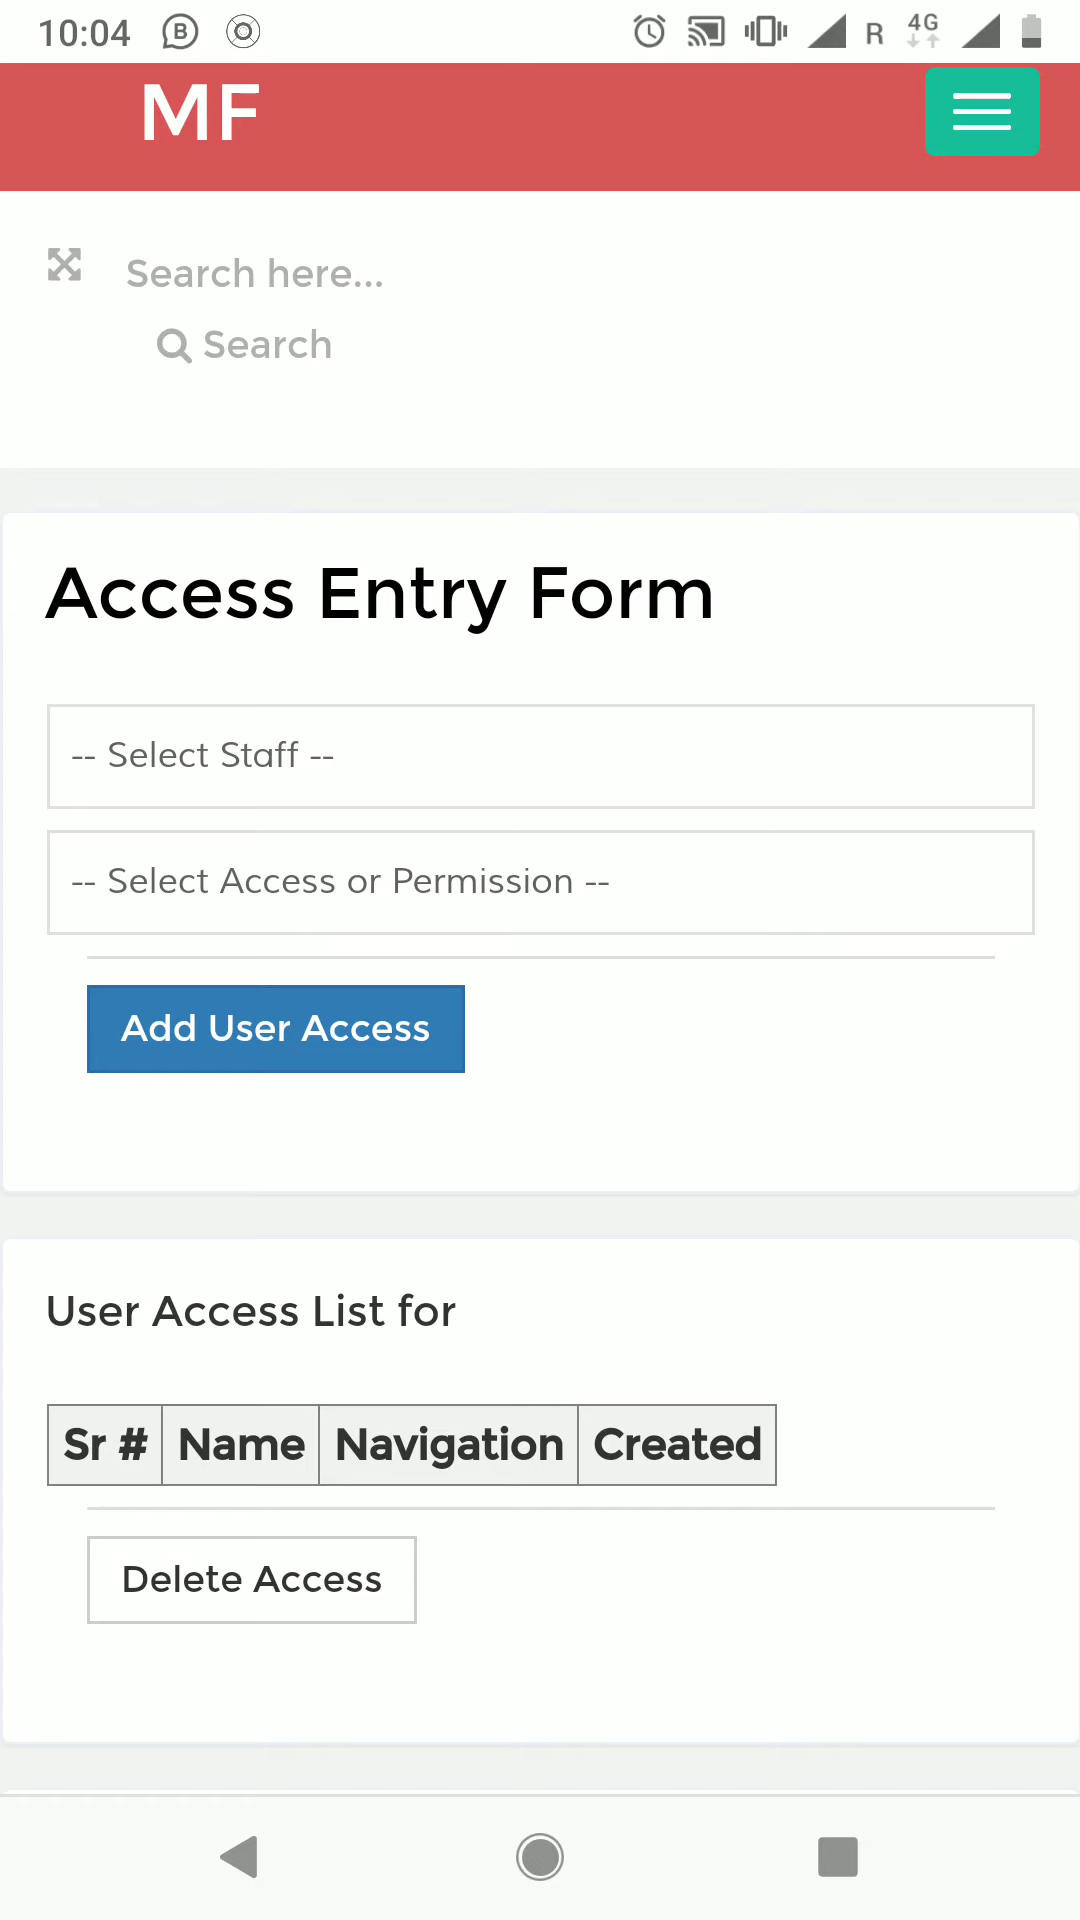 10:04
B
R
4G
MF
Search here...
Search
Access Entry Form
-- Select Staff --
-- Select Access or Permission --
Add User Access
User Access List for
Sr # Name Navigation Created
Delete Access